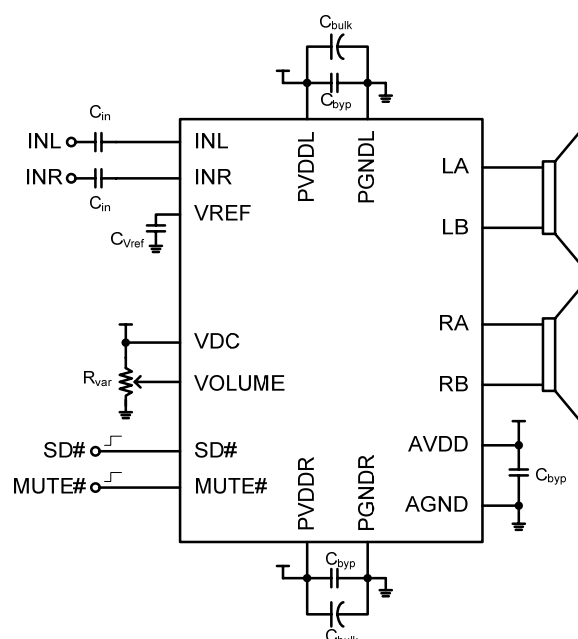 Cbulk
Cbyp
PVDDL
PGNDL
Cin
INL
INL
INR
INR
Cin
VREF
CVref
LA
LB
RA
RB
VDC
Rvar
VOLUME
SD#
SD#
MUTE#
MUTE#
AVDD
AGND
Cbyp
PVDDR
PGNDR
Cbyp
Cbulk